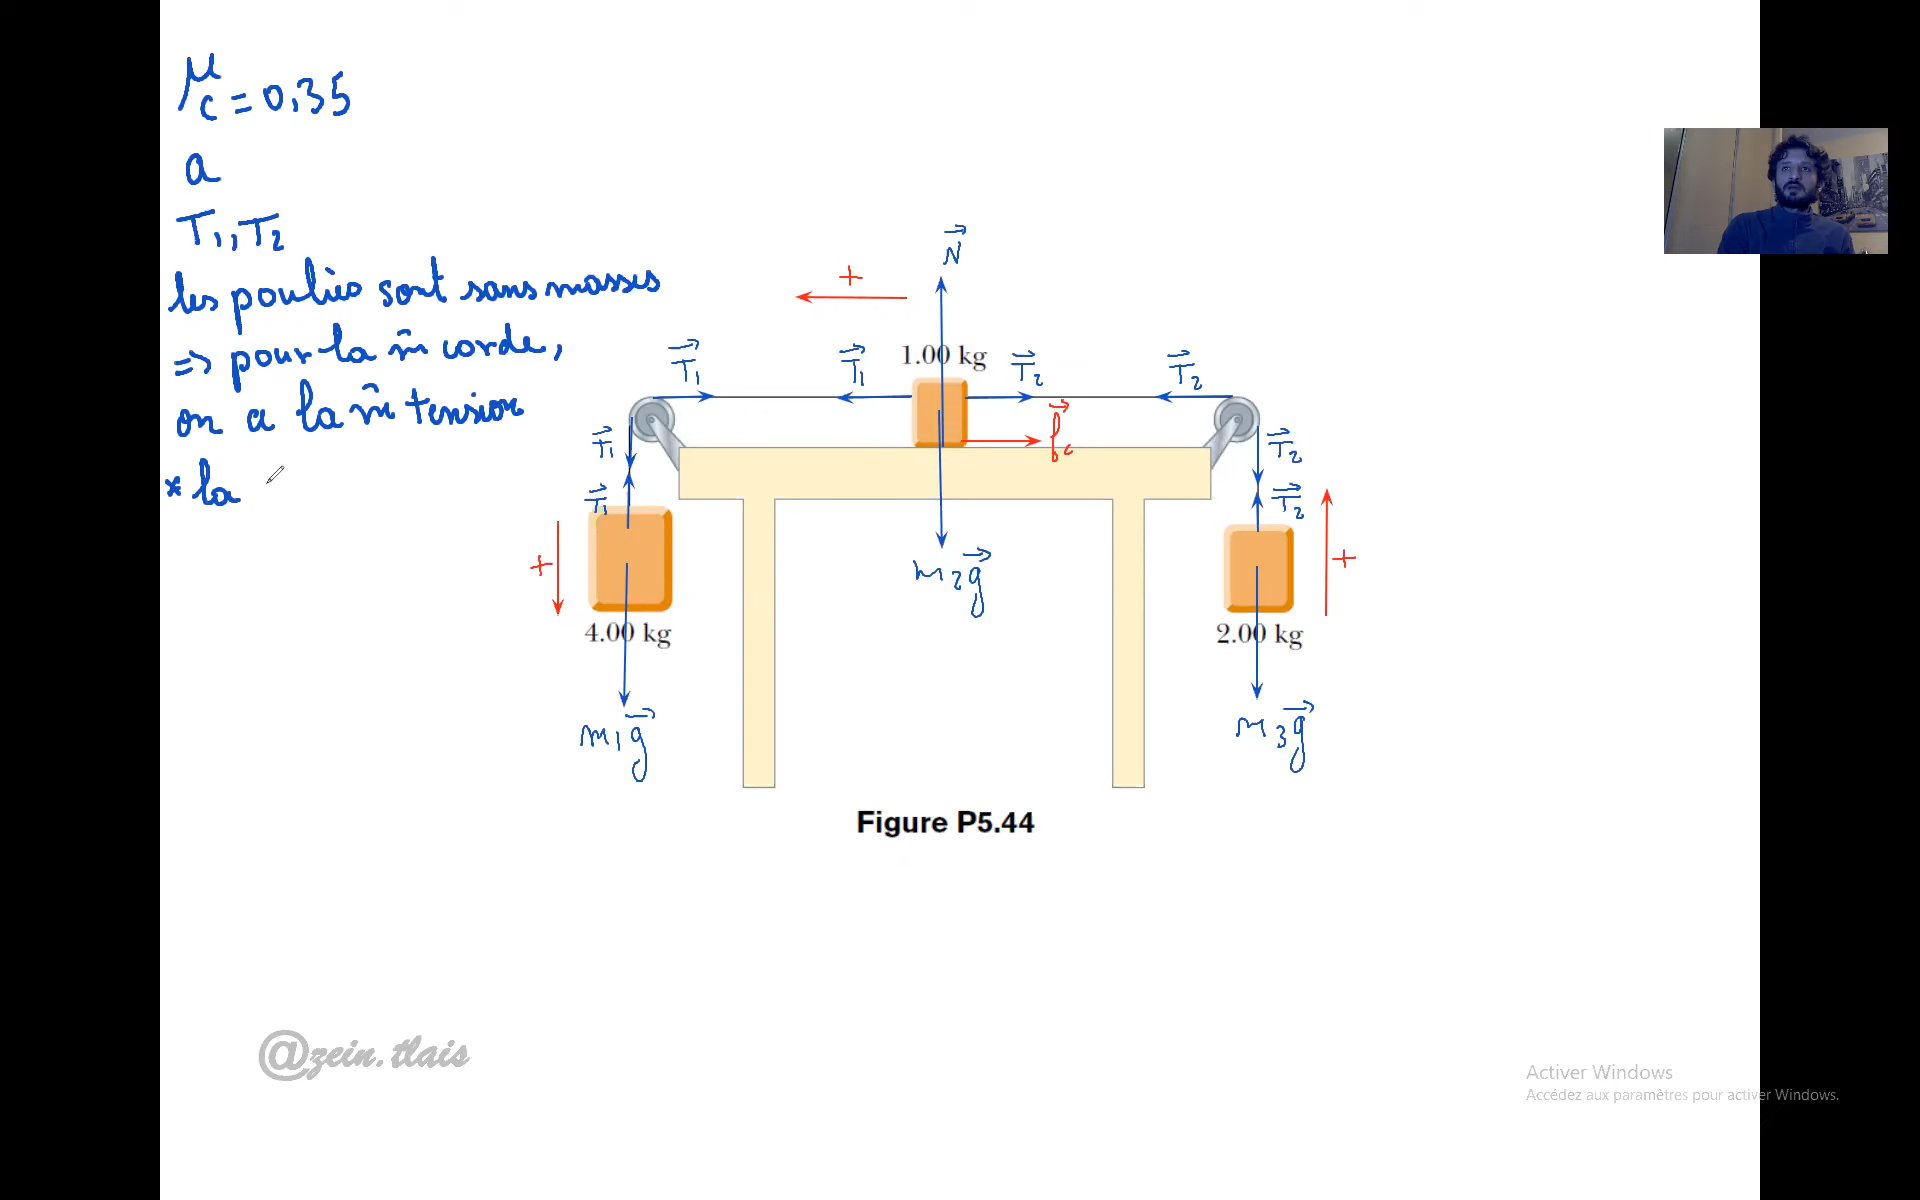 μc = 0,35
a
T1, T2
les poulies sont sans masses
=> pour la m̂ corde,
on a la m̂ tension
* la
N
+
1.00 kg
T1
T1
T2
T2
fc
T1
T2
T1
T2
+
+
m2g
4.00 kg
2.00 kg
m1g
m3g
Figure P5.44
@zein.tlais
Activer Windows
Accédez aux paramètres pour activer Windows.